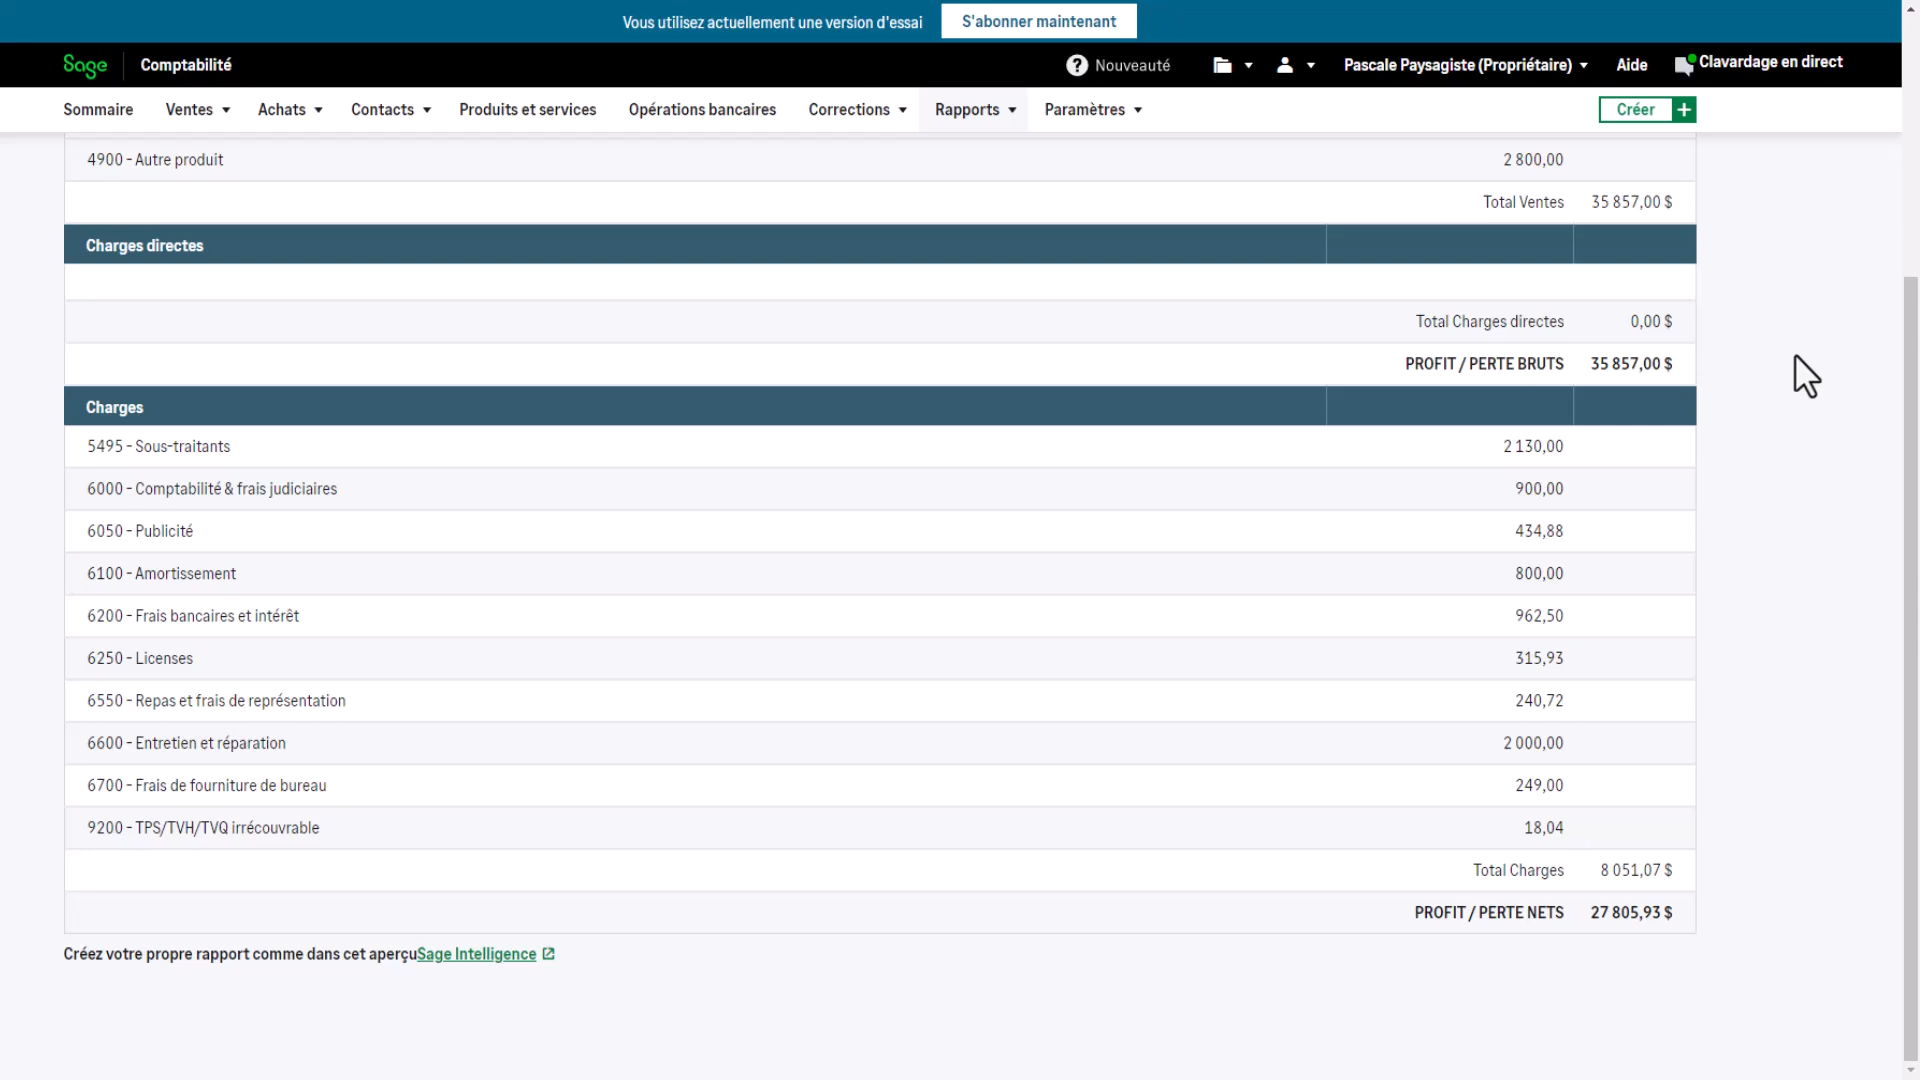 Vous utilisez actuellement une version d'essai S'abonner maintenant
Sage Comptabilité ? Nouveauté Pascale Paysagiste (Propriétaire) Aide Clavardage en direct
Sommaire Ventes Achats Contacts Produits et services Opérations bancaires Corrections Rapports Paramètres Créer +
4900 - Autre produit 2 800,00
Total Ventes 35 857,00 $
Charges directes
Total Charges directes 0,00 $
PROFIT / PERTE BRUTS 35 857,00 $
Charges
5495 - Sous-traitants 2 130,00
6000 - Comptabilité & frais judiciaires 900,00
6050 - Publicité 434,88
6100 - Amortissement 800,00
6200 - Frais bancaires et intérêt 962,50
6250 - Licenses 315,93
6550 - Repas et frais de représentation 240,72
6600 - Entretien et réparation 2 000,00
6700 - Frais de fourniture de bureau 249,00
9200 - TPS/TVH/TVQ irrécouvrable 18,04
Total Charges 8 051,07 $
PROFIT / PERTE NETS 27 805,93 $
Créez votre propre rapport comme dans cet aperçuSage Intelligence